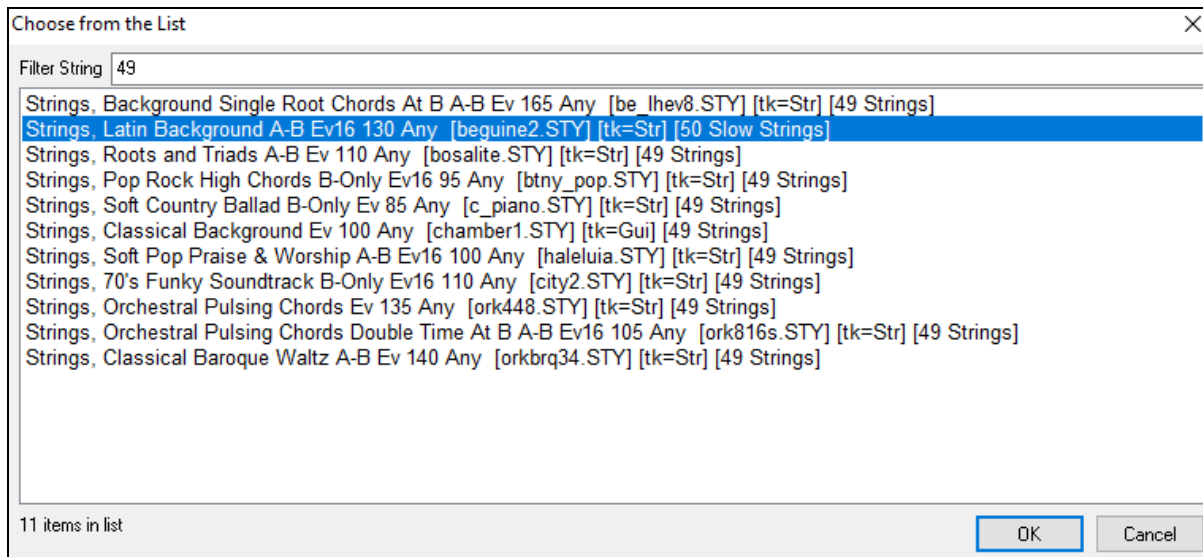 Choose from the List
Filter String 49
Strings, Background Single Root Chords At B A-B Ev 165 Any [be_lhev8.STY] [tk=Str] [49 Strings]
Strings, Latin Background A-B Ev16 130 Any [beguine2.STY] [tk=Str] [50 Slow Strings]
Strings, Roots and Triads A-B Ev 110 Any [bosalite.STY] [tk=Str] [49 Strings]
Strings, Pop Rock High Chords B-Only Ev16 95 Any [btny_pop.STY] [tk=Str] [49 Strings]
Strings, Soft Country Ballad B-Only Ev 85 Any [c_piano.STY] [tk=Str] [49 Strings]
Strings, Classical Background Ev 100 Any [chamber1.STY] [tk=Gui] [49 Strings]
Strings, Soft Pop Praise & Worship A-B Ev16 100 Any [haleluia.STY] [tk=Str] [49 Strings]
Strings, 70's Funky Soundtrack B-Only Ev16 110 Any [city2.STY] [tk=Str] [49 Strings]
Strings, Orchestral Pulsing Chords Ev 135 Any [ork448.STY] [tk=Str] [49 Strings]
Strings, Orchestral Pulsing Chords Double Time At B A-B Ev16 105 Any [ork816s.STY] [tk=Str] [49 Strings]
Strings, Classical Baroque Waltz A-B Ev 140 Any [orkbrq34.STY] [tk=Str] [49 Strings]
11 items in list
OK Cancel